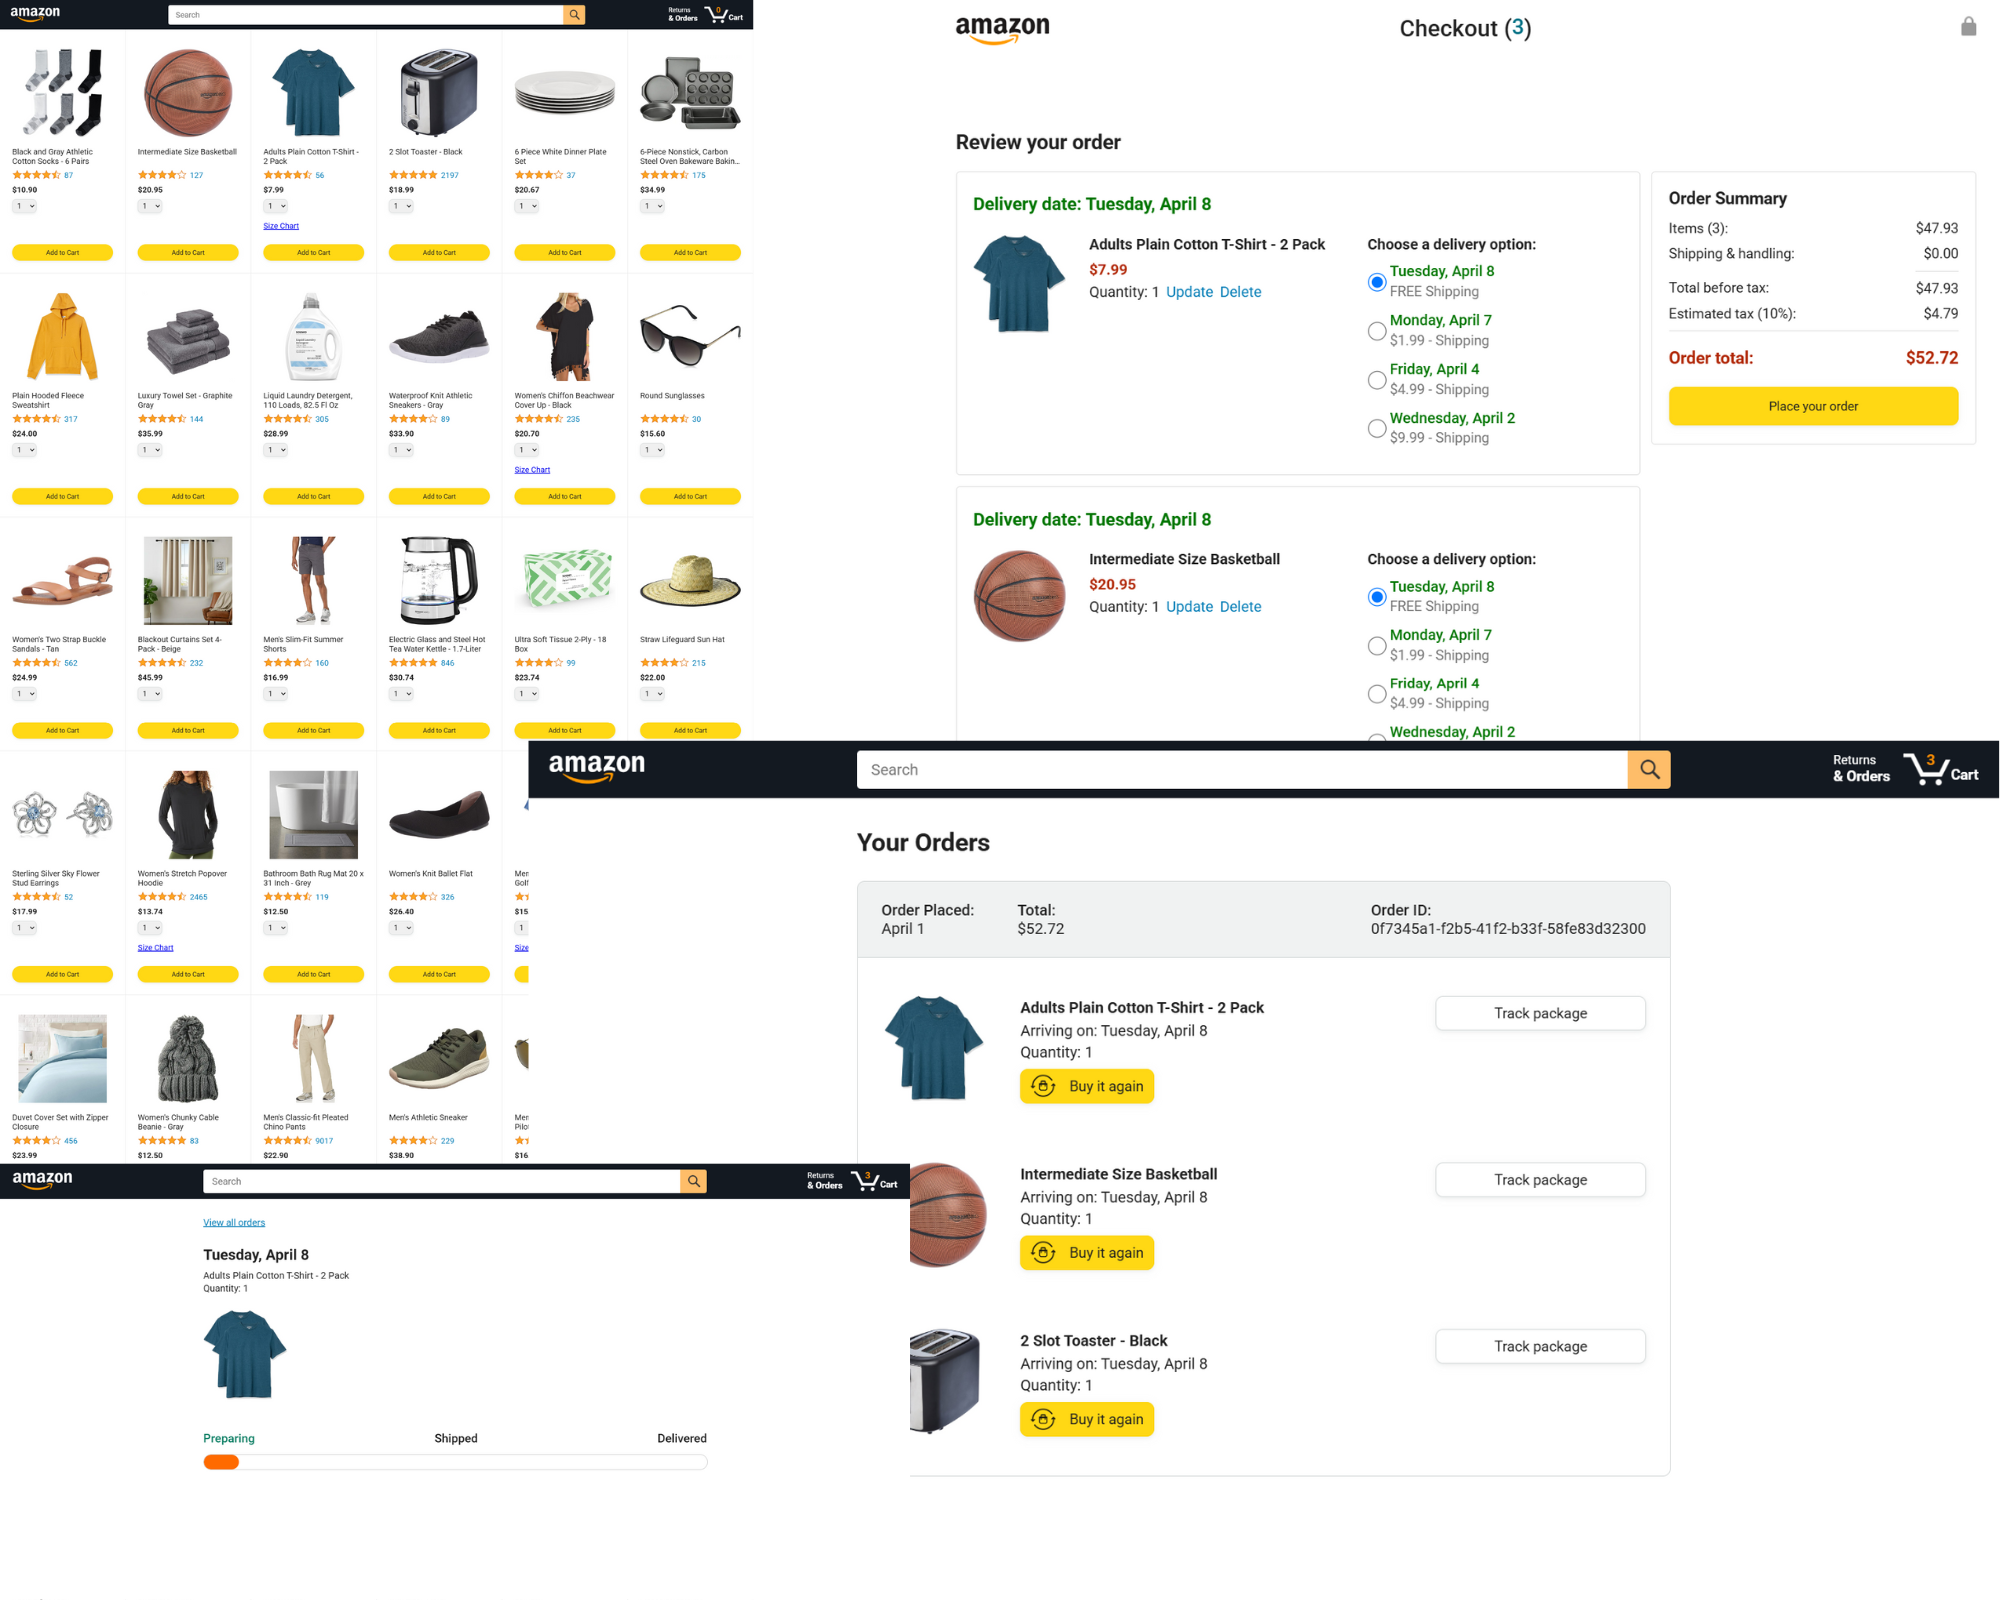 amazon
Search
Returns
& Orders
0
Cart
Black and Gray Athletic
Cotton Socks - 6 Pairs
87
$10.90
1
Add to Cart
Intermediate Size Basketball
127
$20.95
1
Add to Cart
Adults Plain Cotton T-Shirt -
2 Pack
56
$7.99
1
Size Chart
Add to Cart
2 Slot Toaster - Black
2197
$18.99
1
Add to Cart
6 Piece White Dinner Plate
Set
37
$20.67
1
Add to Cart
6-Piece Nonstick, Carbon
Steel Oven Bakeware Bakin...
175
$34.99
1
Add to Cart
Plain Hooded Fleece
Sweatshirt
317
$24.00
1
Add to Cart
Luxury Towel Set - Graphite
Gray
144
$35.99
1
Add to Cart
Liquid Laundry Detergent,
110 Loads, 82.5 Fl Oz
305
$28.99
1
Add to Cart
Waterproof Knit Athletic
Sneakers - Gray
89
$33.90
1
Add to Cart
Women's Chiffon Beachwear
Cover Up - Black
235
$20.70
1
Size Chart
Add to Cart
Round Sunglasses
30
$15.60
1
Add to Cart
Women's Two Strap Buckle
Sandals - Tan
562
$24.99
1
Add to Cart
Blackout Curtains Set 4-
Pack - Beige
232
$45.99
1
Add to Cart
Men's Slim-Fit Summer
Shorts
160
$16.99
1
Add to Cart
Electric Glass and Steel Hot
Tea Water Kettle - 1.7-Liter
846
$30.74
1
Add to Cart
Ultra Soft Tissue 2-Ply - 18
Box
99
$23.74
1
Add to Cart
Straw Lifeguard Sun Hat
215
$22.00
1
Add to Cart
Sterling Silver Sky Flower
Stud Earrings
52
$17.99
1
Add to Cart
Women's Stretch Popover
Hoodie
2465
$13.74
1
Size Chart
Add to Cart
Bathroom Bath Rug Mat 20 x
31 Inch - Grey
119
$12.50
1
Add to Cart
Women's Knit Ballet Flat
326
$26.40
1
Add to Cart
Men
Golf
$15
1
Size
Duvet Cover Set with Zipper
Closure
456
$23.99
Women's Chunky Cable
Beanie - Gray
83
$12.50
Men's Classic-fit Pleated
Chino Pants
9017
$22.90
Men's Athletic Sneaker
229
$38.90
Men
Pilo
$16
amazon
Checkout (3)
Review your order
Delivery date: Tuesday, April 8
Adults Plain Cotton T-Shirt - 2 Pack
$7.99
Quantity: 1 Update Delete
Choose a delivery option:
Tuesday, April 8
FREE Shipping
Monday, April 7
$1.99 - Shipping
Friday, April 4
$4.99 - Shipping
Wednesday, April 2
$9.99 - Shipping
Order Summary
Items (3): $47.93
Shipping & handling: $0.00
Total before tax: $47.93
Estimated tax (10%): $4.79
Order total: $52.72
Place your order
Delivery date: Tuesday, April 8
Intermediate Size Basketball
$20.95
Quantity: 1 Update Delete
Choose a delivery option:
Tuesday, April 8
FREE Shipping
Monday, April 7
$1.99 - Shipping
Friday, April 4
$4.99 - Shipping
Wednesday, April 2
amazon
Search
Returns
& Orders
3
Cart
Your Orders
Order Placed:
April 1
Total:
$52.72
Order ID:
0f7345a1-f2b5-41f2-b33f-58fe83d32300
Adults Plain Cotton T-Shirt - 2 Pack
Arriving on: Tuesday, April 8
Quantity: 1
Buy it again
Track package
Intermediate Size Basketball
Arriving on: Tuesday, April 8
Quantity: 1
Buy it again
Track package
2 Slot Toaster - Black
Arriving on: Tuesday, April 8
Quantity: 1
Buy it again
Track package
amazon
Search
Returns
& Orders
3
Cart
View all orders
Tuesday, April 8
Adults Plain Cotton T-Shirt - 2 Pack
Quantity: 1
Preparing
Shipped
Delivered